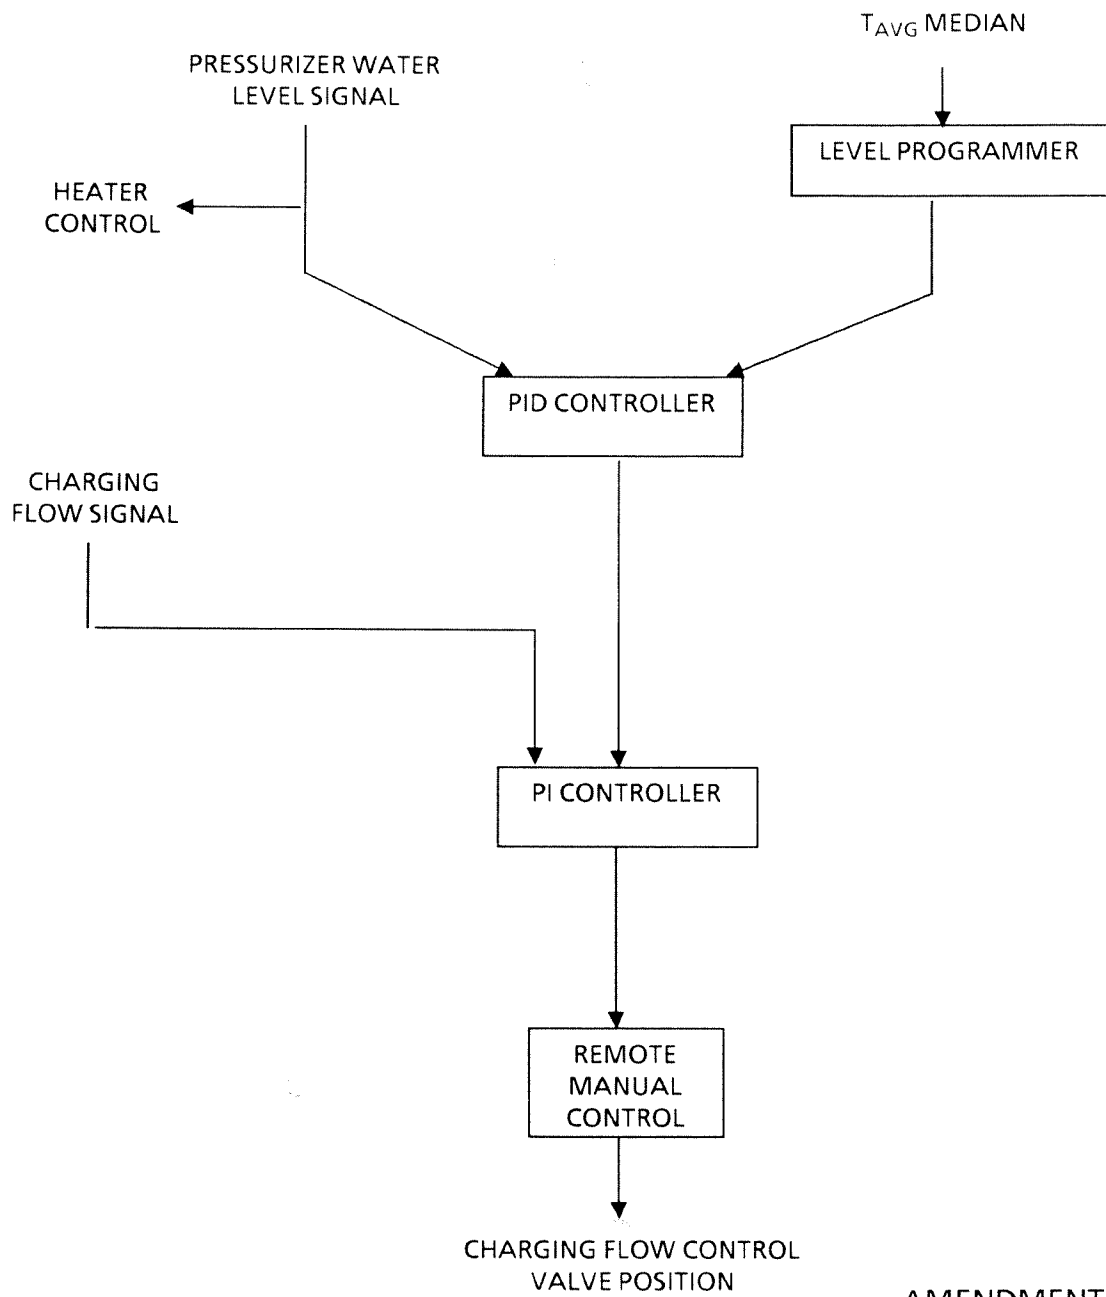 T_AVG MEDIAN
PRESSURIZER WATER
LEVEL SIGNAL
LEVEL PROGRAMMER
HEATER
CONTROL
PID CONTROLLER
CHARGING
FLOW SIGNAL
PI CONTROLLER
REMOTE
MANUAL
CONTROL
CHARGING FLOW CONTROL
VALVE POSITION
AMENDMENT